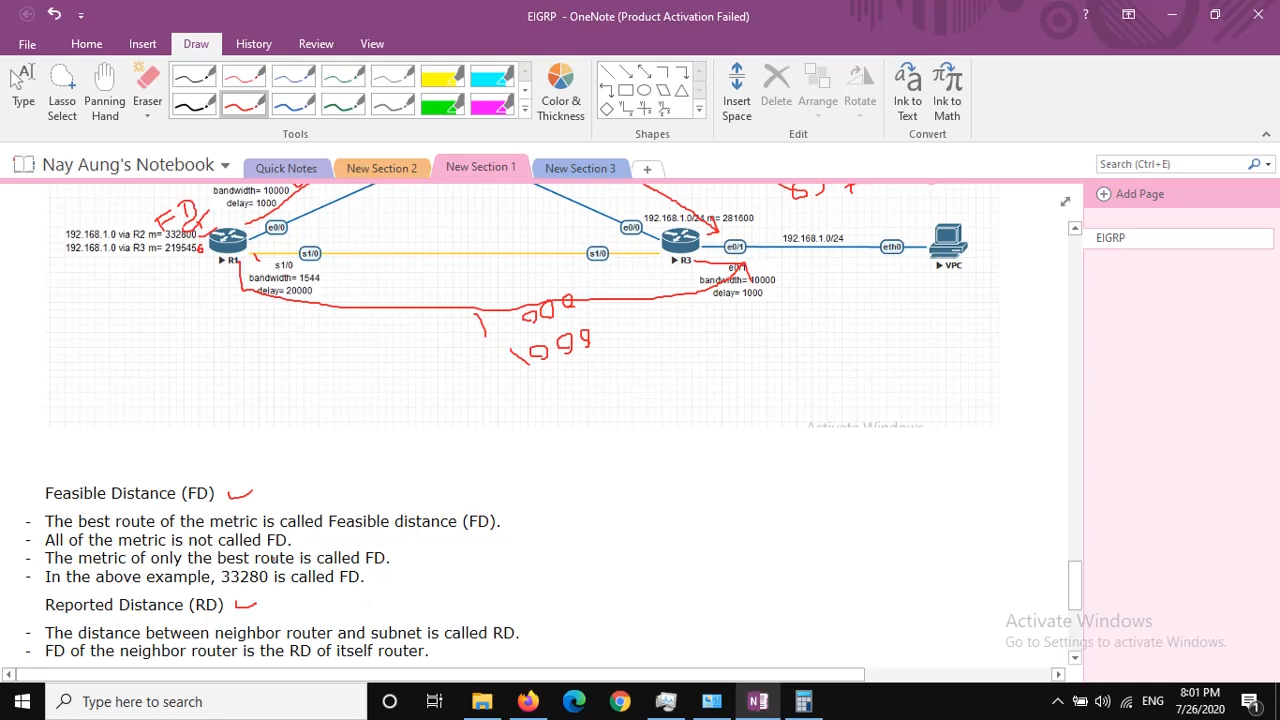 EIGRP - OneNote (Product Activation Failed)
?
File
Home
Insert
Draw
History
Review
View
Type
Lasso
Select
Panning
Hand
Eraser
Color &
Thickness
Insert
Space
Delete
Arrange
Rotate
Ink to
Text
Ink to
Math
Tools
Shapes
Edit
Convert
Nay Aung's Notebook
Quick Notes
New Section 2
New Section 1
New Section 3
Search (Ctrl+E)
Add Page
EIGRP
bandwidth= 10000
delay= 1000
FD
192.168.1.0 via R2 m= 332800
192.168.1.0 via R3 m= 2195456
e0/0
R1
s1/0
s1/0
bandwidth = 1544
delay= 20000
192.168.1.0/24 m= 281600
e0/0
s1/0
R3
e0/1
e0/1
bandwidth= 10000
delay= 1000
192.168.1.0/24
eth0
VPC
Feasible Distance (FD)
- The best route of the metric is called Feasible distance (FD).
- All of the metric is not called FD.
- The metric of only the best route is called FD.
- In the above example, 33280 is called FD.
Reported Distance (RD)
- The distance between neighbor router and subnet is called RD.
- FD of the neighbor router is the RD of itself router.
Activate Windows
Go to Settings to activate Windows.
Type here to search
ENG
8:01 PM
7/26/2020